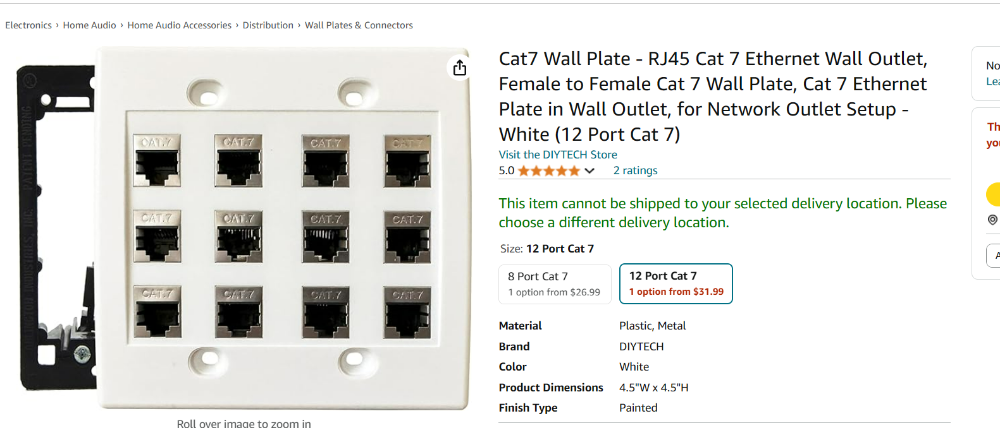 Electronics › Home Audio › Home Audio Accessories › Distribution › Wall Plates & Connectors
PATENT PENDING
ARLINGTON INDUSTRIES, INC.
CAT.7 CAT.7 CAT.7 CAT.7
CAT.7 CAT.7 CAT.7 CAT.7
CAT.7 CAT.7 CAT.7 CAT.7
Roll over image to zoom in
Cat7 Wall Plate - RJ45 Cat 7 Ethernet Wall Outlet,
Female to Female Cat 7 Wall Plate, Cat 7 Ethernet
Plate in Wall Outlet, for Network Outlet Setup -
White (12 Port Cat 7)
Visit the DIYTECH Store
5.0 2 ratings
This item cannot be shipped to your selected delivery location. Please
choose a different delivery location.
Size: 12 Port Cat 7
8 Port Cat 7
1 option from $26.99
12 Port Cat 7
1 option from $31.99
Material Plastic, Metal
Brand DIYTECH
Color White
Product Dimensions 4.5"W x 4.5"H
Finish Type Painted
No
Lea
Th
you
A